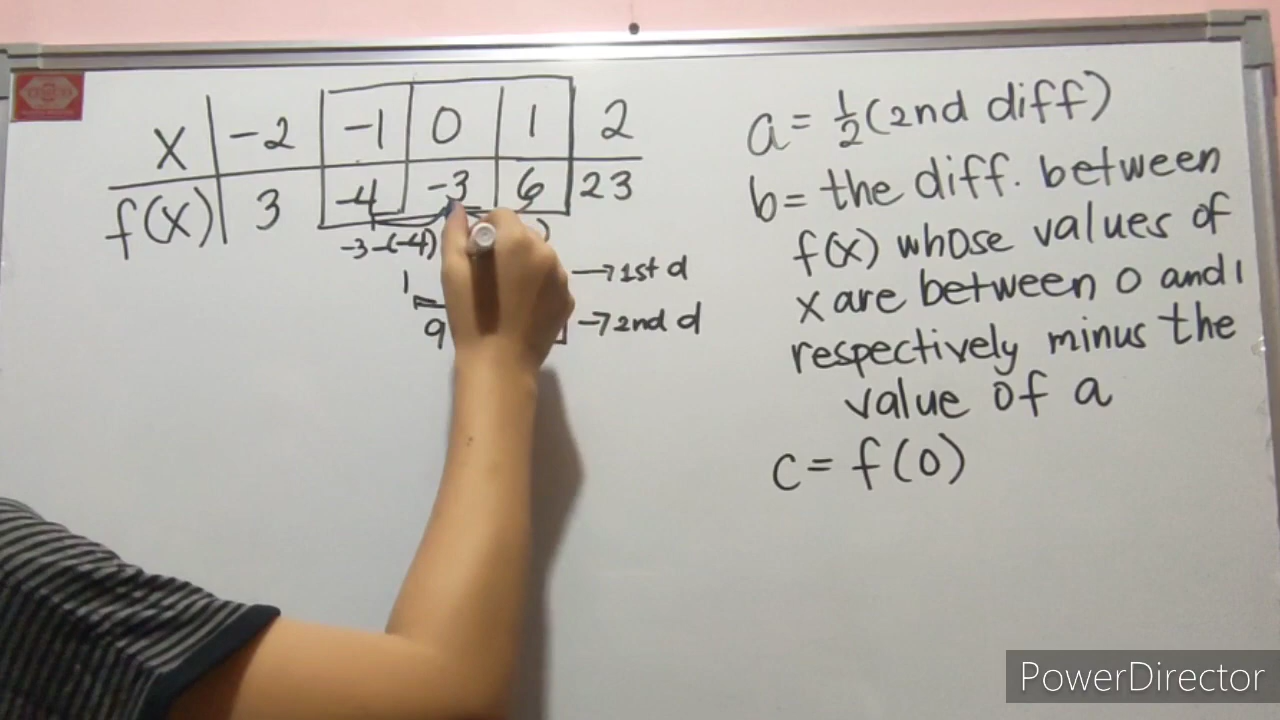 x -2 -1 0 1 2
f(x) 3 -4 -3 6 23
-3-(-4) )
1 → 1st d
9 → 2nd d
a = ½ (2nd diff)
b = the diff. between
f(x) whose values of
x are between 0 and 1
respectively minus the
value of a
c = f(0)
PowerDirector